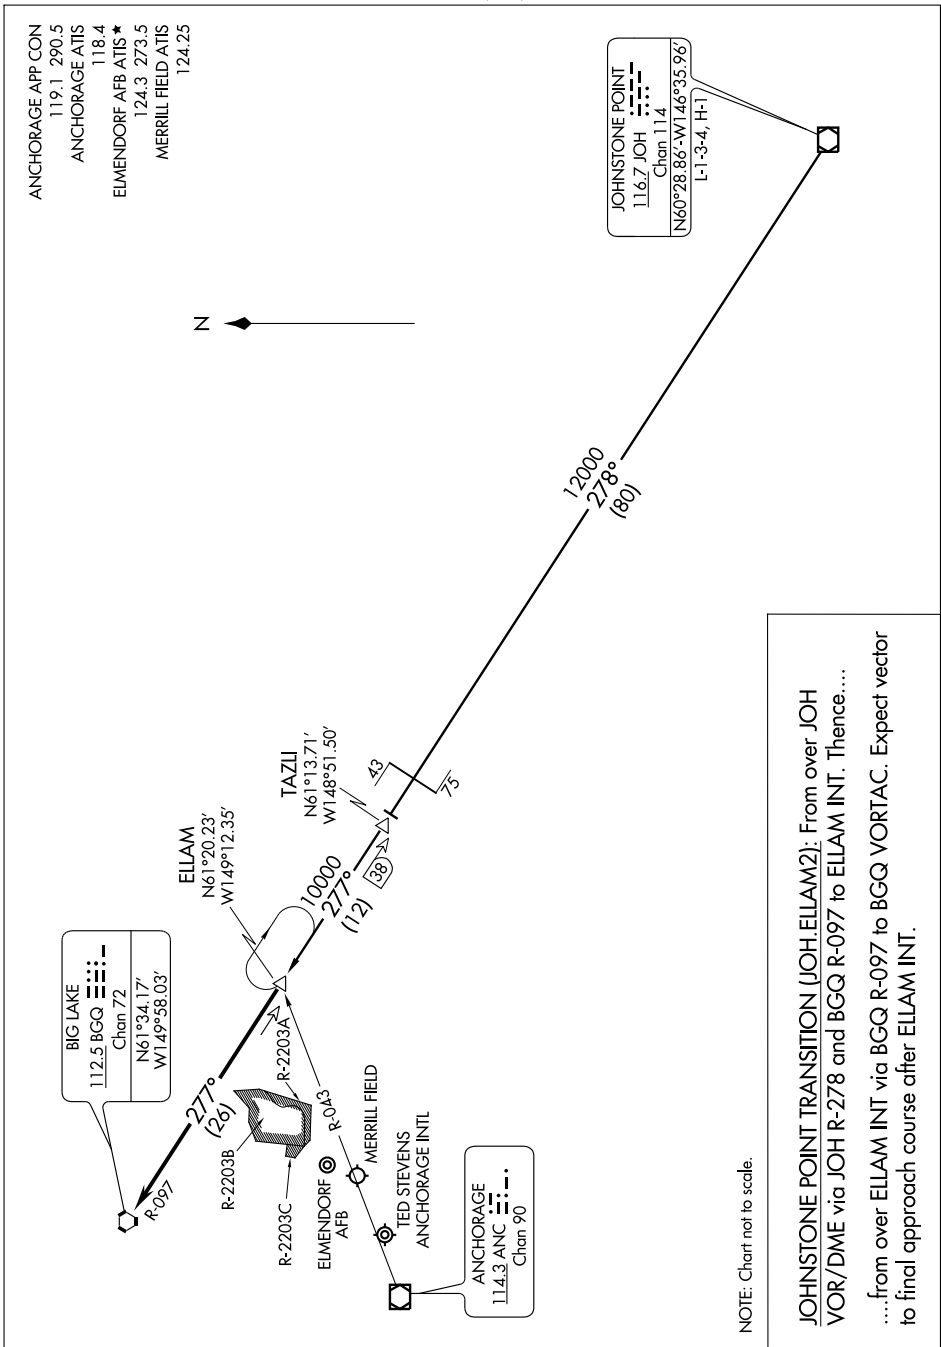 ANCHORAGE APP CON
119.1 290.5
ANCHORAGE ATIS
118.4
ELMENDORF AFB ATIS★
124.3 273.5
MERRILL FIELD ATIS
124.25
N
BIG LAKE
112.5 BGQ
Chan 72
N61°34.17'
W149°58.03'
ELLAM
N61°20.23'
W149°12.35'
TAZLI
N61°13.71'
W148°51.50'
JOHNSTONE POINT
116.7 JOH
Chan 114
N60°28.86'-W146°35.96'
L-1-3-4, H-1
R-097
277°
(26)
10000
277°
(12)
38
43
75
12000
278°
(80)
R-2203B
R-2203A
R-2203C
R-043
ELMENDORF
AFB
MERRILL FIELD
TED STEVENS
ANCHORAGE INTL
ANCHORAGE
114.3 ANC
Chan 90
NOTE: Chart not to scale.
JOHNSTONE POINT TRANSITION (JOH.ELLAM2): From over JOH
VOR/DME via JOH R-278 and BGQ R-097 to ELLAM INT. Thence....
....from over ELLAM INT via BGQ R-097 to BGQ VORTAC. Expect vector
to final approach course after ELLAM INT.